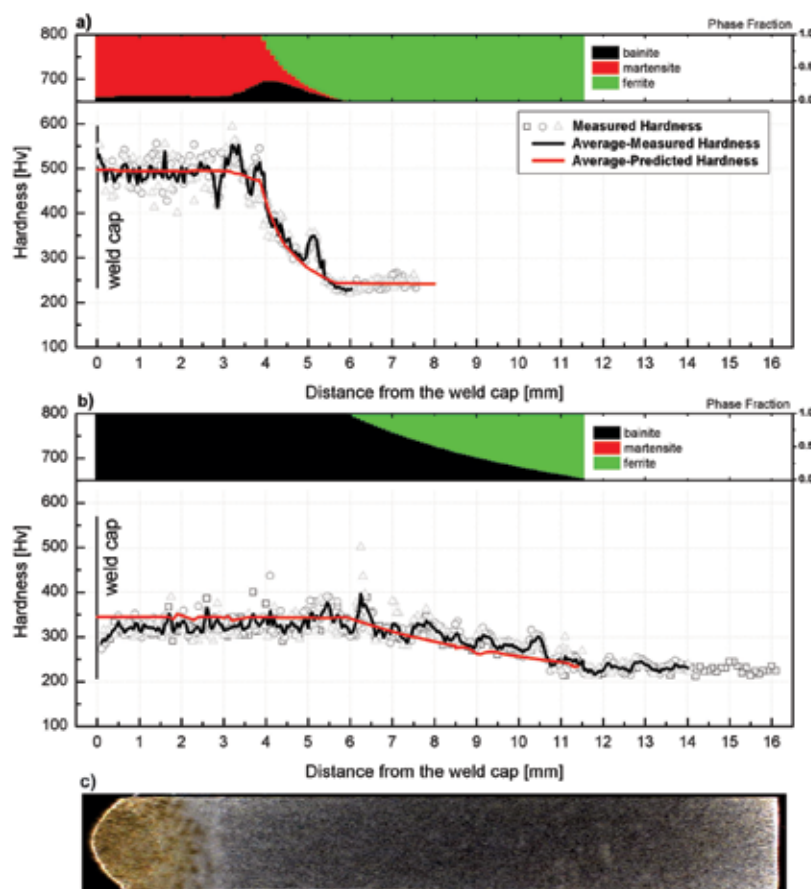 a)
Phase Fraction
800
700
600
500
400
300
200
100
1.0
0.5
0.0
bainite
martensite
ferrite
Measured Hardness
Average-Measured Hardness
Average-Predicted Hardness
Hardness [Hv]
weld cap
0 1 2 3 4 5 6 7 8 9 10 11 12 13 14 15 16
Distance from the weld cap [mm]
b)
Phase Fraction
800
700
600
500
400
300
200
100
1.0
0.5
0.0
bainite
martensite
ferrite
Hardness [Hv]
weld cap
0 1 2 3 4 5 6 7 8 9 10 11 12 13 14 15 16
Distance from the weld cap [mm]
c)